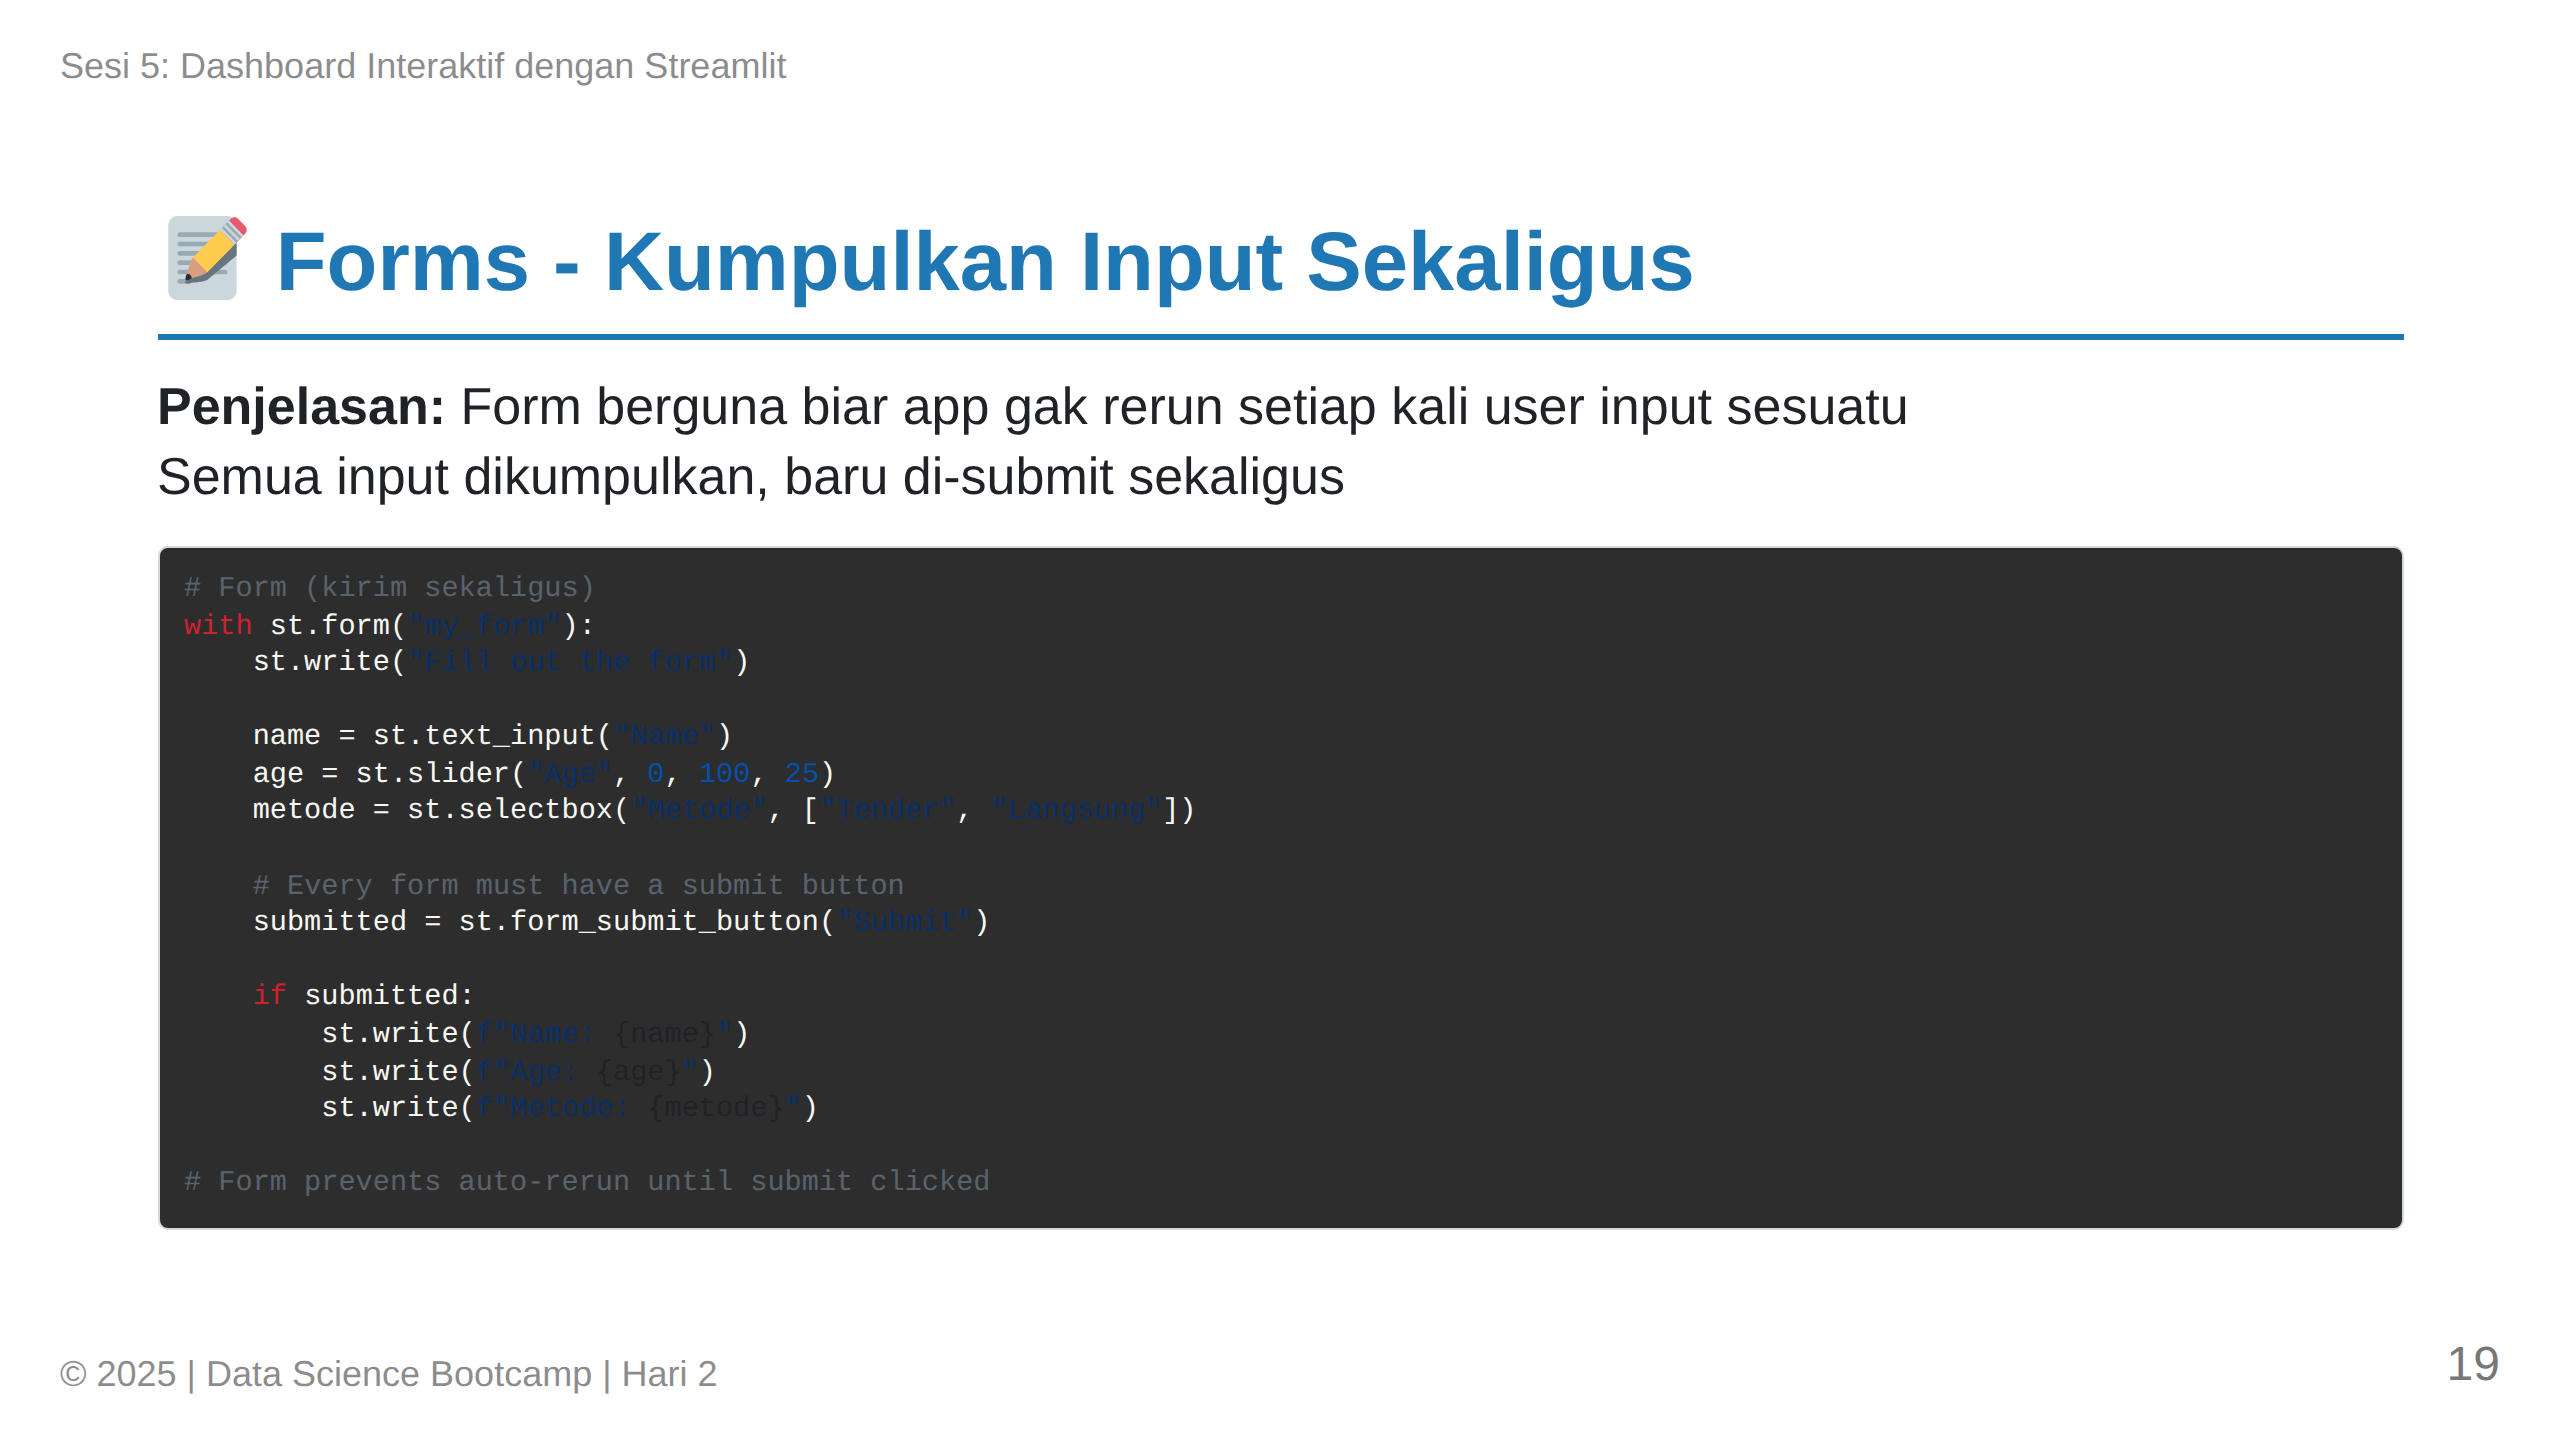 Sesi 5: Dashboard Interaktif dengan Streamlit
Forms - Kumpulkan Input Sekaligus
Penjelasan: Form berguna biar app gak rerun setiap kali user input sesuatu
Semua input dikumpulkan, baru di-submit sekaligus
# Form (kirim sekaligus)
with st.form("my_form"):
    st.write("Fill out the form")
    name = st.text_input("Name")
    age = st.slider("Age", 0, 100, 25)
    metode = st.selectbox("Metode", ["Tender", "Langsung"])
    # Every form must have a submit button
    submitted = st.form_submit_button("Submit")
    if submitted:
        st.write(f"Name: {name}")
        st.write(f"Age: {age}")
        st.write(f"Metode: {metode}")
# Form prevents auto-rerun until submit clicked
© 2025 | Data Science Bootcamp | Hari 2
19